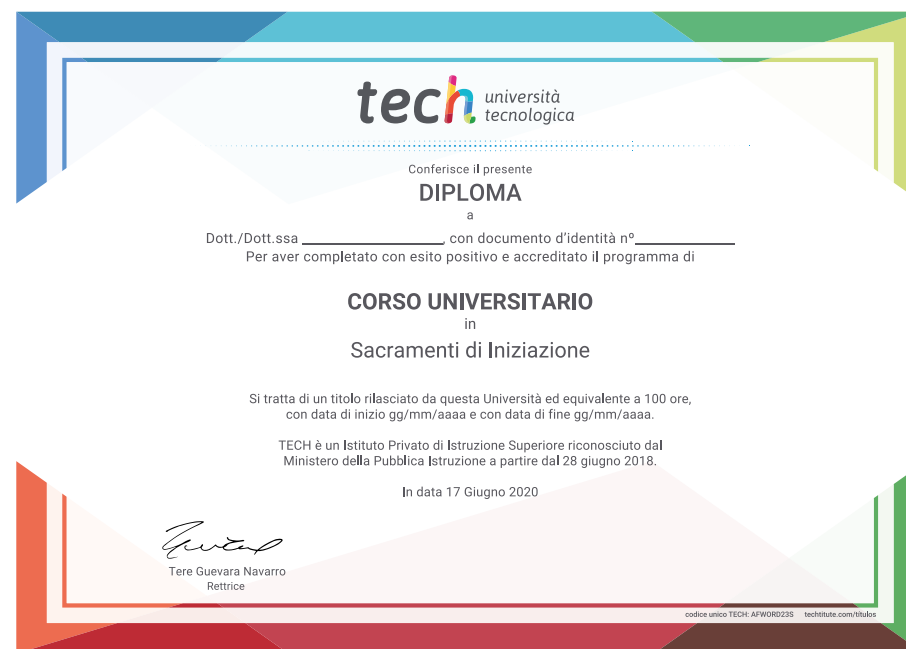 tech università
tecnologica
Conferisce il presente
DIPLOMA
a
Dott./Dott.ssa ____________________, con documento d'identità nº______________
Per aver completato con esito positivo e accreditato il programma di
CORSO UNIVERSITARIO
in
Sacramenti di Iniziazione
Si tratta di un titolo rilasciato da questa Università ed equivalente a 100 ore,
con data di inizio gg/mm/aaaa e con data di fine gg/mm/aaaa.
TECH è un Istituto Privato di Istruzione Superiore riconosciuto dal
Ministero della Pubblica Istruzione a partire dal 28 giugno 2018.
In data 17 Giugno 2020
Tere Guevara Navarro
Rettrice
codice unico TECH: AFWORD23S techtitute.com/titulos